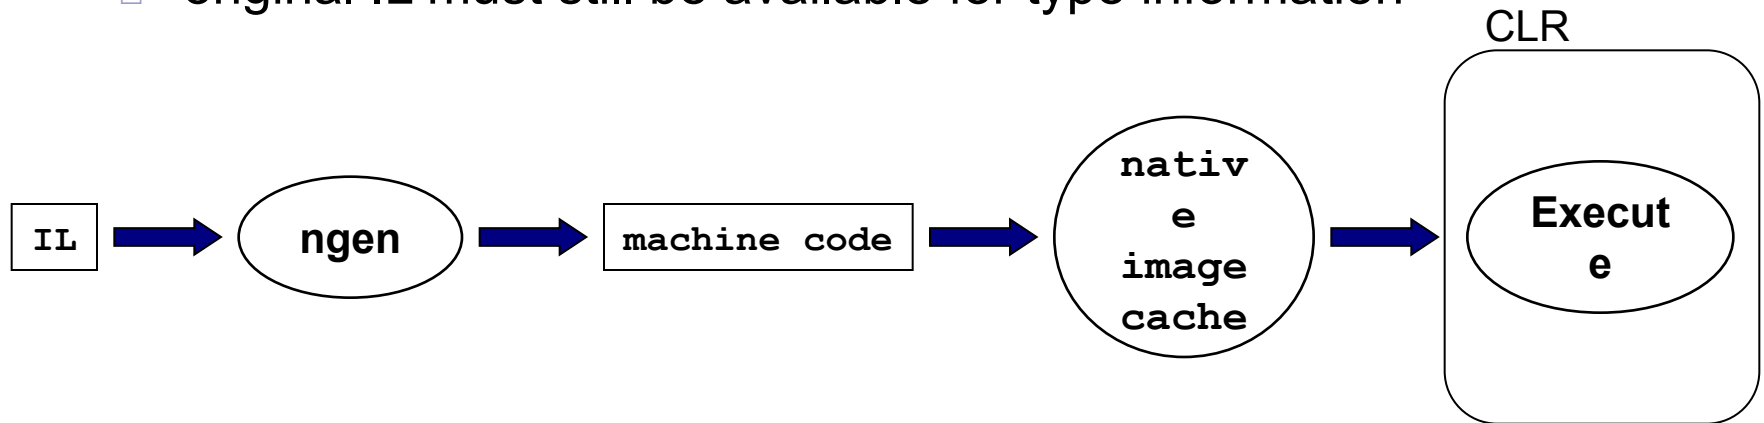 original IL must still be available for type information
CLR
IL
ngen
machine code
nativ
e
image
cache
Execut
e